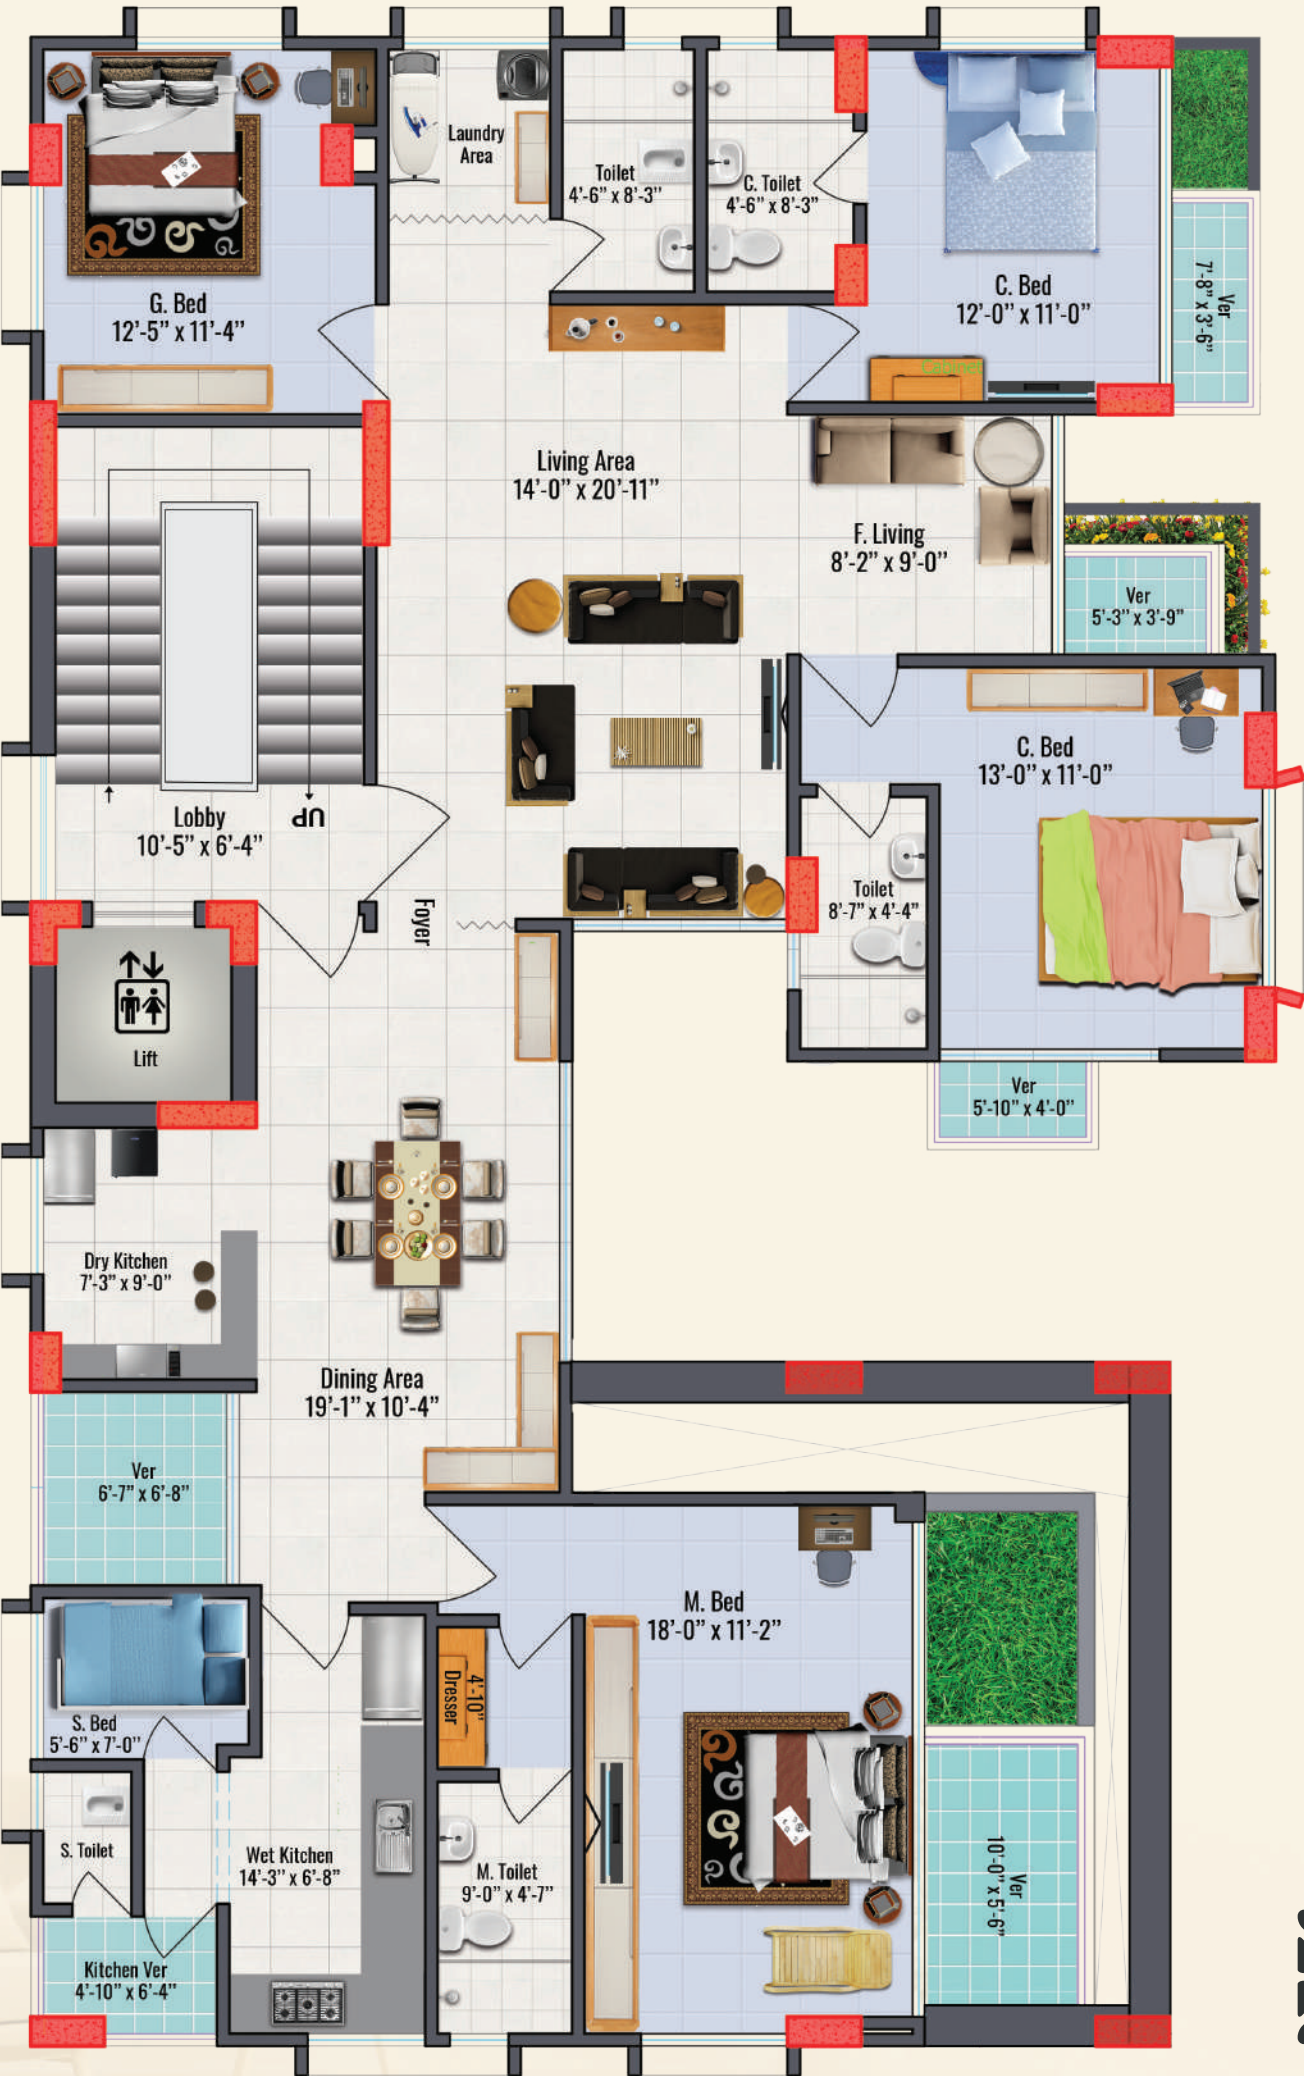 Laundry
Area
Toilet
4'-6" x 8'-3"
C. Toilet
4'-6" x 8'-3"
G. Bed
12'-5" x 11'-4"
C. Bed
12'-0" x 11'-0"
Ver
7'-8" x 3'-6"
Cabinet
Living Area
14'-0" x 20'-11"
F. Living
8'-2" x 9'-0"
Ver
5'-3" x 3'-9"
C. Bed
13'-0" x 11'-0"
Lobby
10'-5" x 6'-4"
UP
Toilet
8'-7" x 4'-4"
Foyer
Lift
Ver
5'-10" x 4'-0"
Dry Kitchen
7'-3" x 9'-0"
Dining Area
19'-1" x 10'-4"
Ver
6'-7" x 6'-8"
M. Bed
18'-0" x 11'-2"
4'-10"
Dresser
S. Bed
5'-6" x 7'-0"
S. Toilet
Wet Kitchen
14'-3" x 6'-8"
M. Toilet
9'-0" x 4'-7"
Ver
10'-0" x 5'-6"
Kitchen Ver
4'-10" x 6'-4"